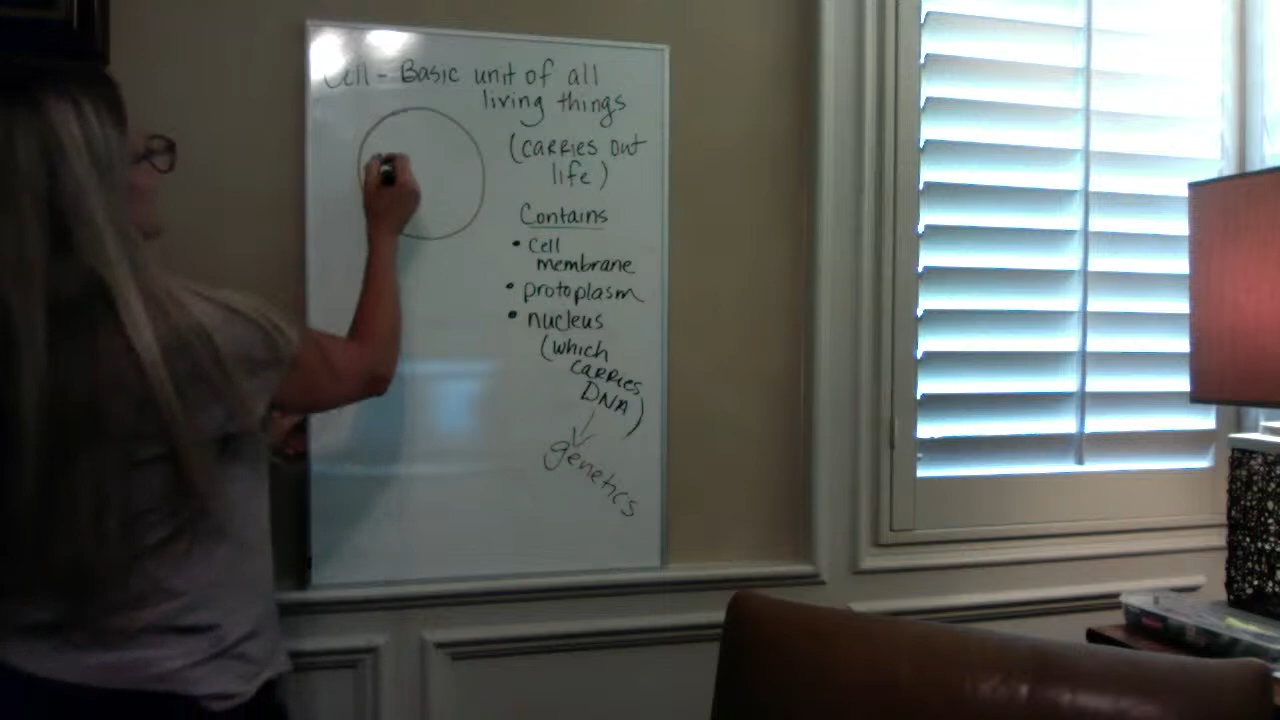 Cell - Basic unit of all
living things
(carries out
life)
Contains
• cell
membrane
• protoplasm
• nucleus
(which
carries
DNA)
genetics